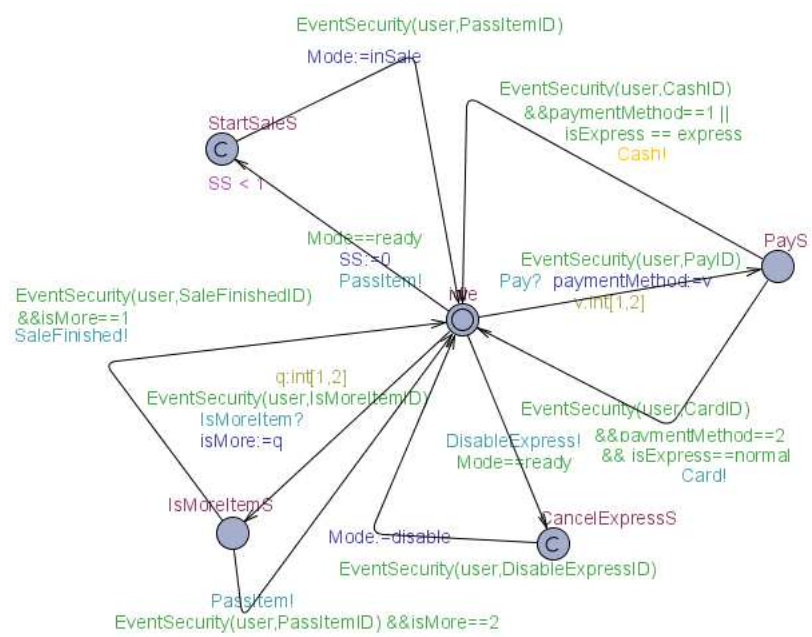 EventSecurity(user,PassItemID)
Mode:=inSale
StartSaleS
C
SS < 1
EventSecurity(user,CashID)
&&paymentMethod==1 ||
isExpress == express
Cash!
PayS
Mode==ready
SS:=0
PassItem!
EventSecurity(user,PayID)
Pay? paymentMethod:=v
v:int[1,2]
EventSecurity(user,SaleFinishedID)
&&isMore==1
SaleFinished!
q:int[1,2]
EventSecurity(user,IsMoreItemID)
IsMoreItem?
isMore:=q
DisableExpress!
Mode==ready
EventSecurity(user,CardID)
&&paymentMethod==2
&& isExpress==normal
Card!
IsMoreItemS
CancelExpressS
C
Mode:=disable
EventSecurity(user,DisableExpressID)
PassItem!
EventSecurity(user,PassItemID) &&isMore==2